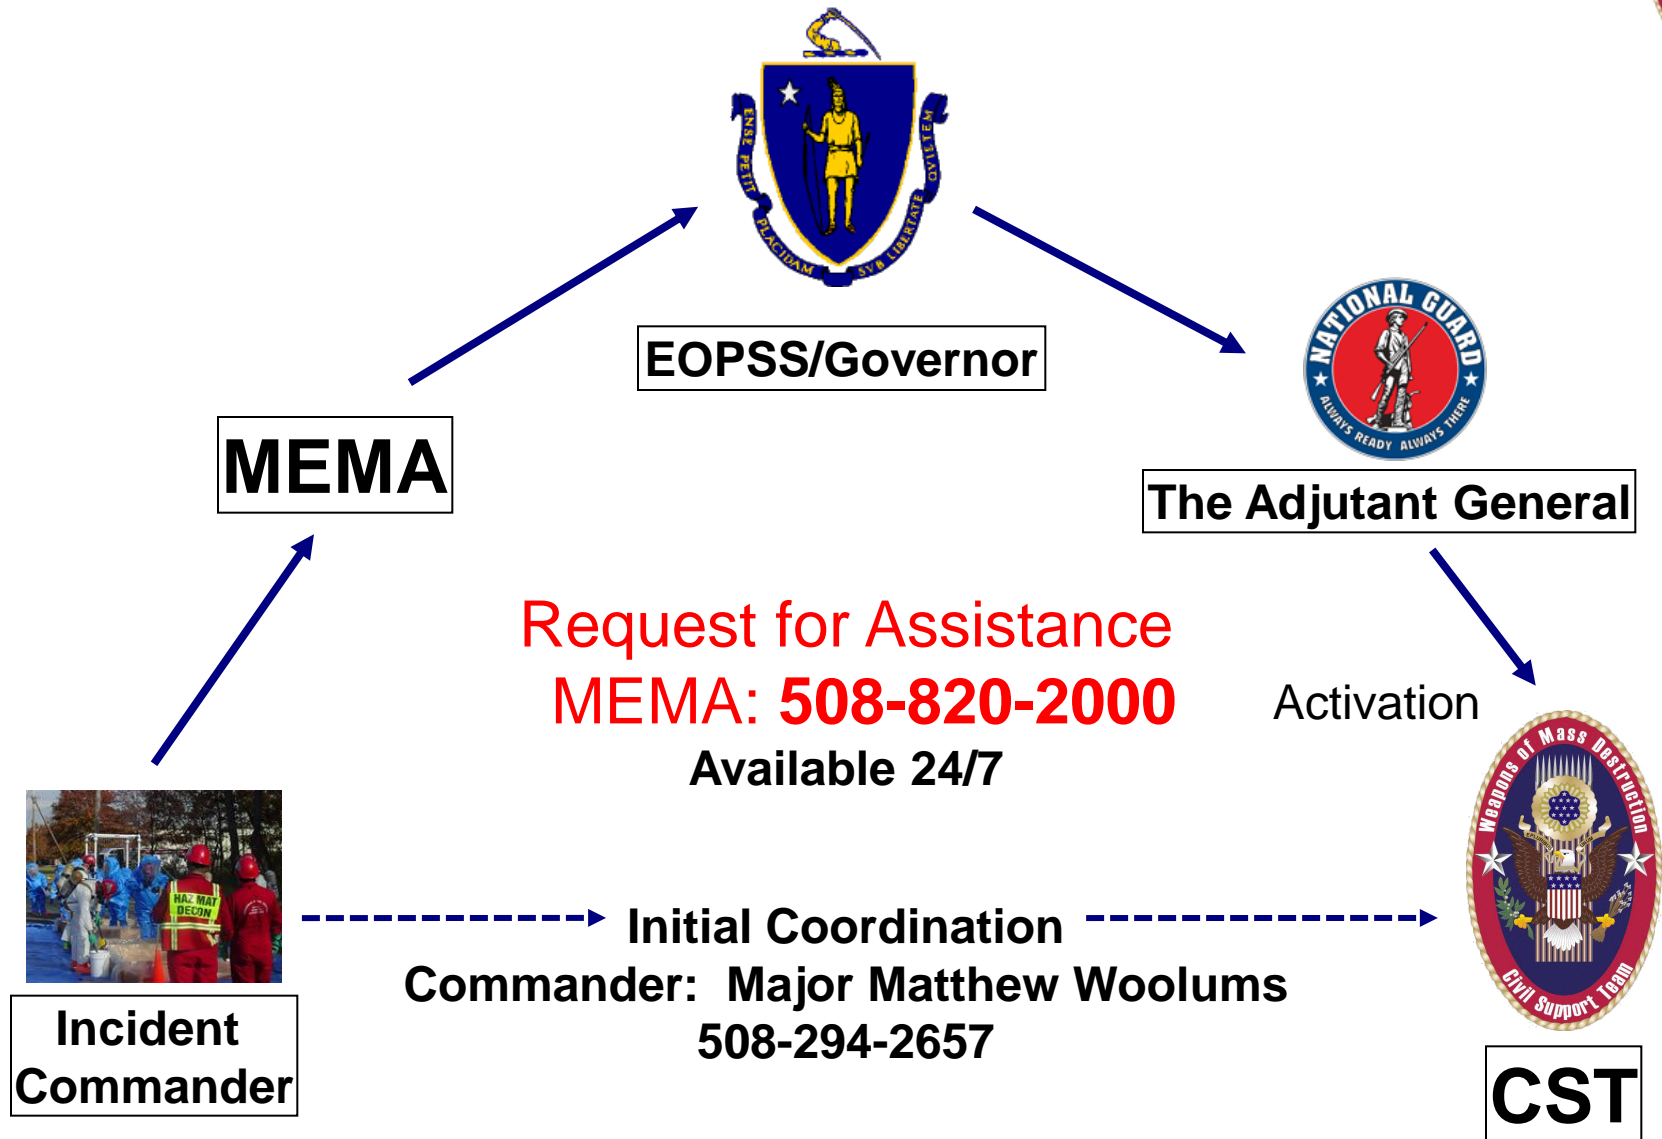 ENSE PETIT PLACIDAM SVB LIBERTATE QVIETEM
EOPSS/Governor
NATIONAL GUARD
ALWAYS READY ALWAYS THERE
MEMA
The Adjutant General
Request for Assistance
MEMA: 508-820-2000
Available 24/7
Activation
Weapons of Mass Destruction
Civil Support Team
HAZ MAT
DECON
Initial Coordination
Commander: Major Matthew Woolums
508-294-2657
Incident
Commander
CST